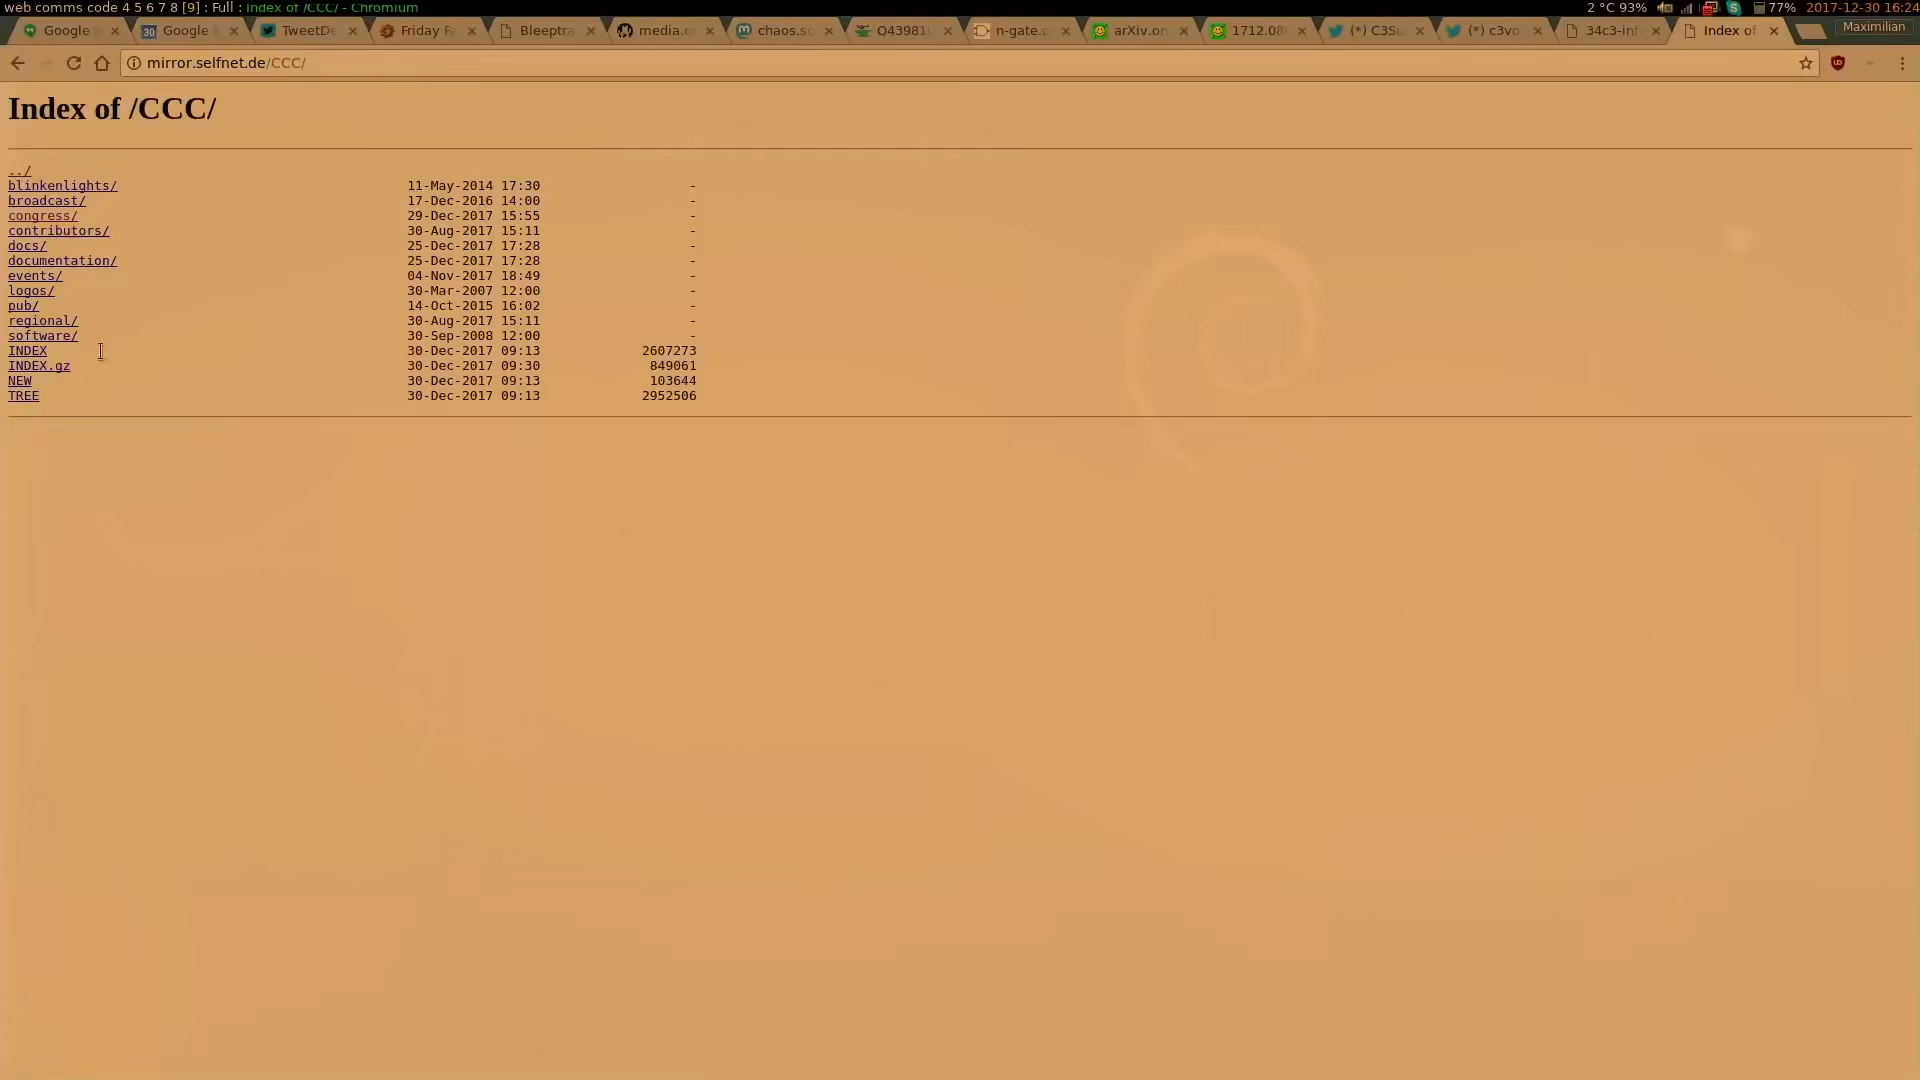 web comms code 4 5 6 7 8 [9] : Full : Index of /CCC/ - Chromium 2 °C 93% 77% 2017-12-30 16:24
Google Google TweetDe Friday Fa Bleeptra media.c chaos.so Q43981 n-gate.c arXiv.or 1712.08 (*) C3Su (*) c3vo 34c3-inf Index of Maximilian
mirror.selfnet.de/CCC/
Index of /CCC/
../
blinkenlights/ 11-May-2014 17:30 -
broadcast/ 17-Dec-2016 14:00 -
congress/ 29-Dec-2017 15:55 -
contributors/ 30-Aug-2017 15:11 -
docs/ 25-Dec-2017 17:28 -
documentation/ 25-Dec-2017 17:28 -
events/ 04-Nov-2017 18:49 -
logos/ 30-Mar-2007 12:00 -
pub/ 14-Oct-2015 16:02 -
regional/ 30-Aug-2017 15:11 -
software/ 30-Sep-2008 12:00 -
INDEX 30-Dec-2017 09:13 2607273
INDEX.gz 30-Dec-2017 09:30 849061
NEW 30-Dec-2017 09:13 103644
TREE 30-Dec-2017 09:13 2952506